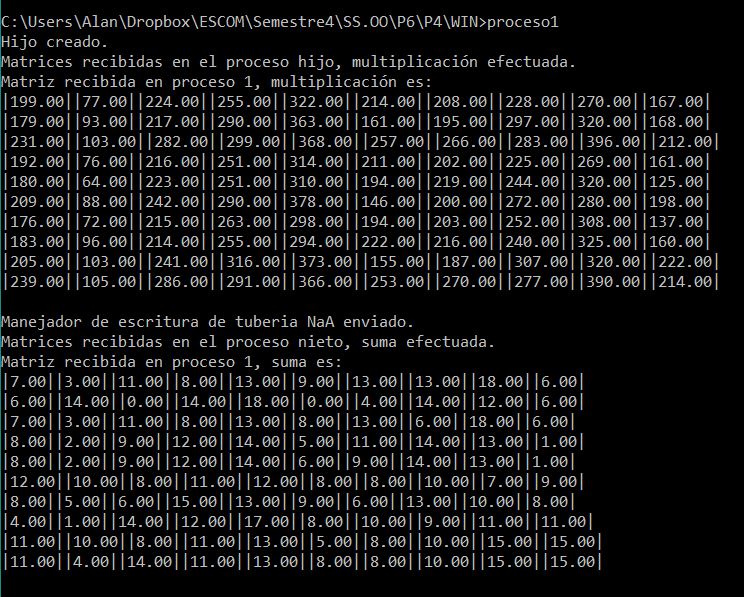 C:\Users\Alan\Dropbox\ESCOM\Semestre4\SS.OO\P6\P4\WIN>proceso1
Hijo creado.
Matrices recibidas en el proceso hijo, multiplicación efectuada.
Matriz recibida en proceso 1, multiplicación es:
|199.00||77.00||224.00||255.00||322.00||214.00||208.00||228.00||270.00||167.00|
|179.00||93.00||217.00||290.00||363.00||161.00||195.00||297.00||320.00||168.00|
|231.00||103.00||282.00||299.00||368.00||257.00||266.00||283.00||396.00||212.00|
|192.00||76.00||216.00||251.00||314.00||211.00||202.00||225.00||269.00||161.00|
|180.00||64.00||223.00||251.00||310.00||194.00||219.00||244.00||320.00||125.00|
|209.00||88.00||242.00||290.00||378.00||146.00||200.00||272.00||280.00||198.00|
|176.00||72.00||215.00||263.00||298.00||194.00||203.00||252.00||308.00||137.00|
|183.00||96.00||214.00||255.00||294.00||222.00||216.00||240.00||325.00||160.00|
|205.00||103.00||241.00||316.00||373.00||155.00||187.00||307.00||320.00||222.00|
|239.00||105.00||286.00||291.00||366.00||253.00||270.00||277.00||390.00||214.00|
Manejador de escritura de tuberia NaA enviado.
Matrices recibidas en el proceso nieto, suma efectuada.
Matriz recibida en proceso 1, suma es:
|7.00||3.00||11.00||8.00||13.00||9.00||13.00||13.00||18.00||6.00|
|6.00||14.00||0.00||14.00||18.00||0.00||4.00||14.00||12.00||6.00|
|7.00||3.00||11.00||8.00||13.00||8.00||13.00||6.00||18.00||6.00|
|8.00||2.00||9.00||12.00||14.00||5.00||11.00||14.00||13.00||1.00|
|8.00||2.00||9.00||12.00||14.00||6.00||9.00||14.00||13.00||1.00|
|12.00||10.00||8.00||11.00||12.00||8.00||8.00||10.00||7.00||9.00|
|8.00||5.00||6.00||15.00||13.00||9.00||6.00||13.00||10.00||8.00|
|4.00||1.00||14.00||12.00||17.00||8.00||10.00||9.00||11.00||11.00|
|11.00||10.00||8.00||11.00||13.00||5.00||8.00||10.00||15.00||15.00|
|11.00||4.00||14.00||11.00||13.00||8.00||8.00||10.00||15.00||15.00|